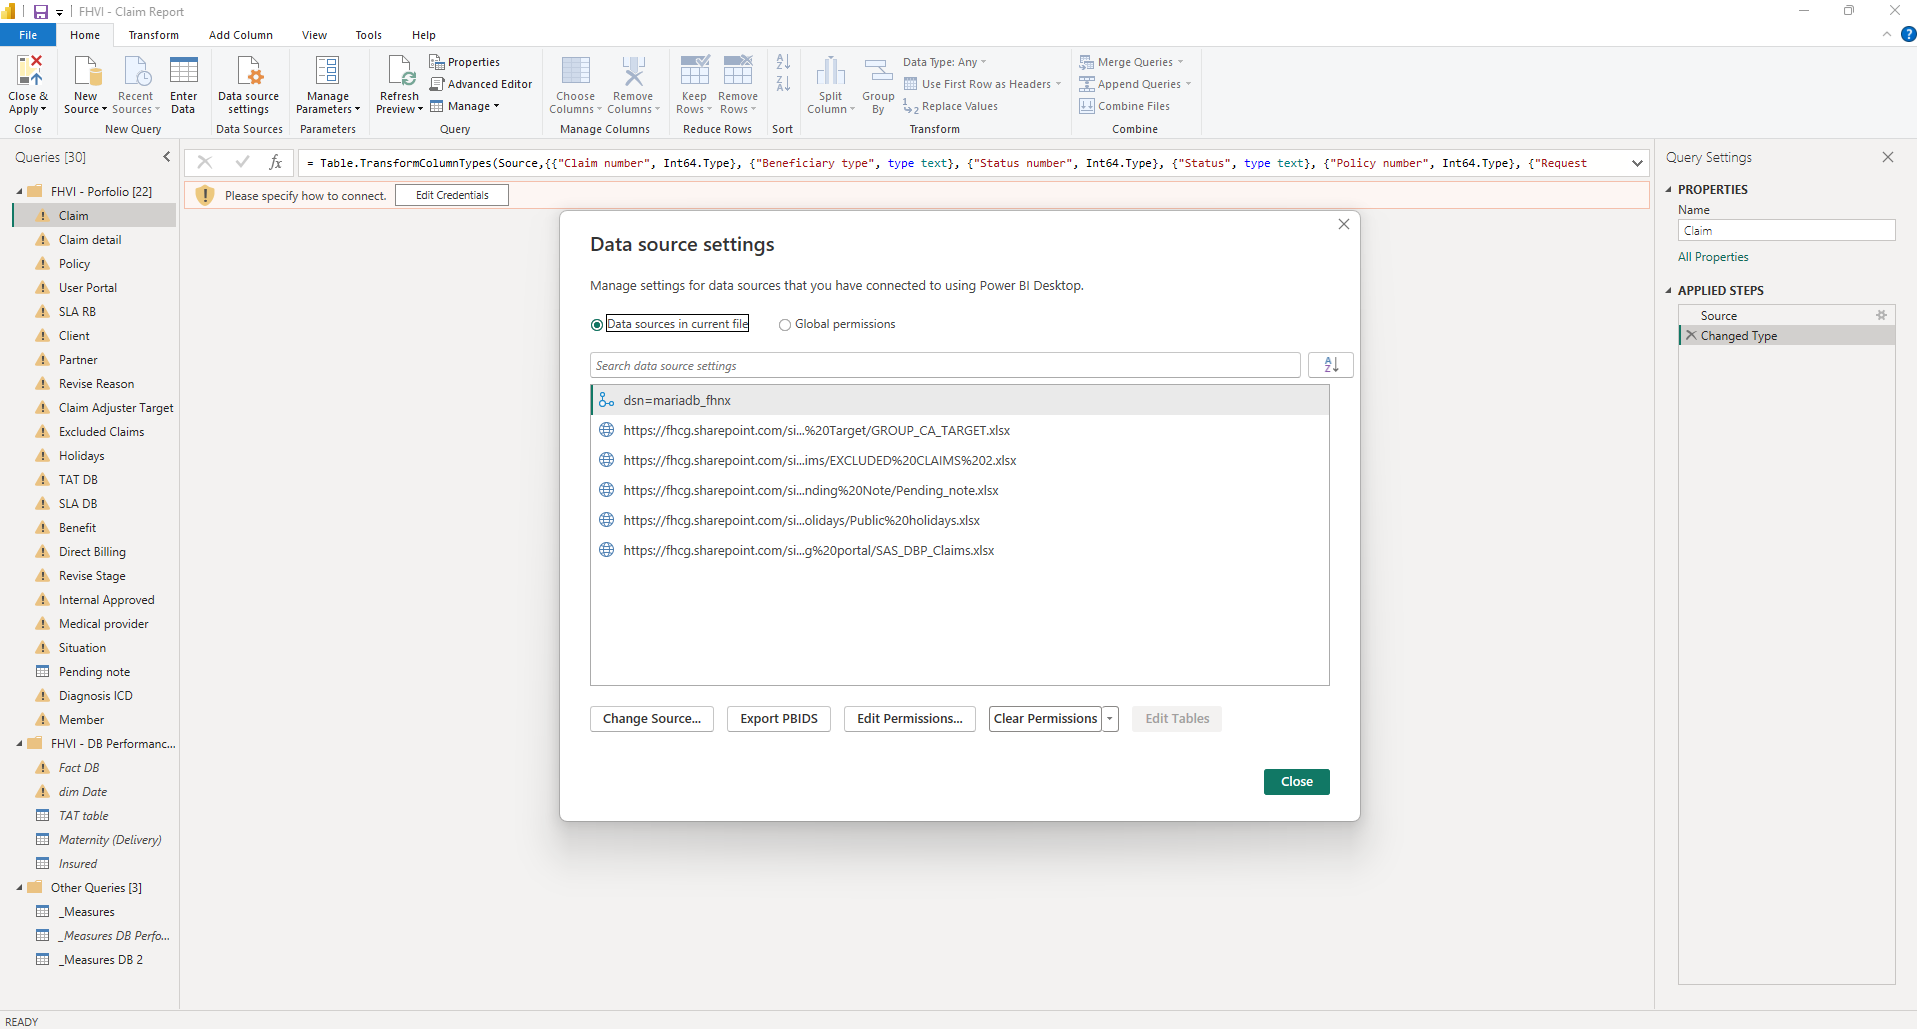 FHVI - Claim Report
File Home Transform Add Column View Tools Help
Close &
Apply
Close
New
Source
Recent
Sources
Enter
Data
New Query
Data source
settings
Data Sources
Manage
Parameters
Parameters
Refresh
Preview
Properties
Advanced Editor
Manage
Query
Choose
Columns
Remove
Columns
Manage Columns
Keep
Rows
Remove
Rows
Reduce Rows
Sort
Split
Column
Group
By
Data Type: Any
Use First Row as Headers
Replace Values
Transform
Merge Queries
Append Queries
Combine Files
Combine
Queries [30]
FHVI - Porfolio [22]
Claim
Claim detail
Policy
User Portal
SLA RB
Client
Partner
Revise Reason
Claim Adjuster Target
Excluded Claims
Holidays
TAT DB
SLA DB
Benefit
Direct Billing
Revise Stage
Internal Approved
Medical provider
Situation
Pending note
Diagnosis ICD
Member
FHVI - DB Performanc...
Fact DB
dim Date
TAT table
Maternity (Delivery)
Insured
Other Queries [3]
_Measures
_Measures DB Perfo...
_Measures DB 2
fx
= Table.TransformColumnTypes(Source,{{"Claim number", Int64.Type}, {"Beneficiary type", type text}, {"Status number", Int64.Type}, {"Status", type text}, {"Policy number", Int64.Type}, {"Request
Please specify how to connect. Edit Credentials
Data source settings
Manage settings for data sources that you have connected to using Power BI Desktop.
Data sources in current file Global permissions
Search data source settings
AZ
dsn=mariadb_fhnx
https://fhcg.sharepoint.com/si...%20Target/GROUP_CA_TARGET.xlsx
https://fhcg.sharepoint.com/si...ims/EXCLUDED%20CLAIMS%202.xlsx
https://fhcg.sharepoint.com/si...nding%20Note/Pending_note.xlsx
https://fhcg.sharepoint.com/si...olidays/Public%20holidays.xlsx
https://fhcg.sharepoint.com/si...g%20portal/SAS_DBP_Claims.xlsx
Change Source... Export PBIDS Edit Permissions... Clear Permissions Edit Tables
Close
Query Settings
PROPERTIES
Name
Claim
All Properties
APPLIED STEPS
Source
Changed Type
READY